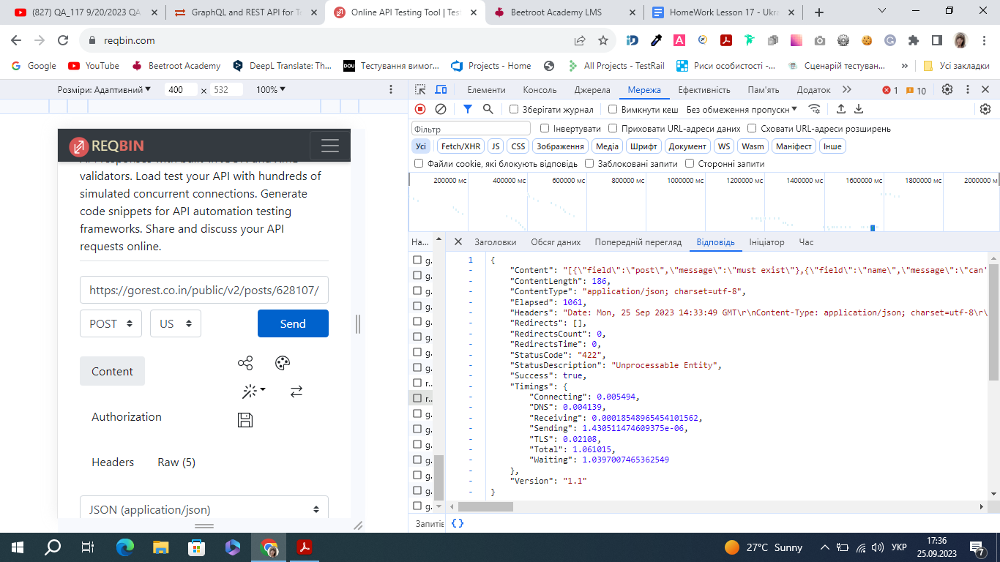 (827) QA_117 9/20/2023 QA
GraphQL and REST API for Te
Online API Testing Tool | Test
Beetroot Academy LMS
HomeWork Lesson 17 - Ukra
reqbin.com
Google
YouTube
Beetroot Academy
DeepL Translate: Th...
DOU
Тестування вимог...
Projects - Home
All Projects - TestRail
Риси особистості -...
Сценарій тестуван...
»
Усі закладки
Розміри: Адаптивний
400 × 532
100%
Елементи
Консоль
Джерела
Мережа
Ефективність
Пам'ять
Додаток
1
10
Зберігати журнал
Вимкнути кеш
Без обмеження пропускн
Фільтр
Інвертувати
Приховати URL-адреси даних
Сховати URL-адреси розширень
Усі
Fetch/XHR
JS
CSS
Зображення
Медіа
Шрифт
Документ
WS
Wasm
Маніфест
Інше
Файли cookie, які блокують відповідь
Заблоковані запити
Сторонні запити
200000 мс
400000 мс
600000 мс
800000 мс
1000000 мс
1200000 мс
1400000 мс
1600000 мс
1800000 мс
2000000 м
REQBIN
validators. Load test your API with hundreds of
simulated concurrent connections. Generate
code snippets for API automation testing
frameworks. Share and discuss your API
requests online.
https://gorest.co.in/public/v2/posts/628107/
POST
US
Send
Content
Authorization
Headers
Raw (5)
JSON (application/json)
На...
Заголовки
Обсяг даних
Попередній перегляд
Відповідь
Ініціатор
Час
g.
g.
g.
g.
g.
g.
g.
g.
r..
r..
g.
g.
g.
g.
g.
g.
g.
1 {
"Content": "[{\"field\":\"post\",\"message\":\"must exist\"},{\"field\":\"name\",\"message\":\"can'
"ContentLength": 186,
"ContentType": "application/json; charset=utf-8",
"Elapsed": 1061,
"Headers": "Date: Mon, 25 Sep 2023 14:33:49 GMT\r\nContent-Type: application/json; charset=utf-8\r\
"Redirects": [],
"RedirectsCount": 0,
"RedirectsTime": 0,
"StatusCode": "422",
"StatusDescription": "Unprocessable Entity",
"Success": true,
"Timings": {
"Connecting": 0.005494,
"DNS": 0.004139,
"Receiving": 0.00018548965454101562,
"Sending": 1.430511474609375e-06,
"TLS": 0.02108,
"Total": 1.061015,
"Waiting": 1.0397007465362549
},
"Version": "1.1"
}
Запитів
{}
27°C Sunny
УКР
17:36
25.09.2023
7